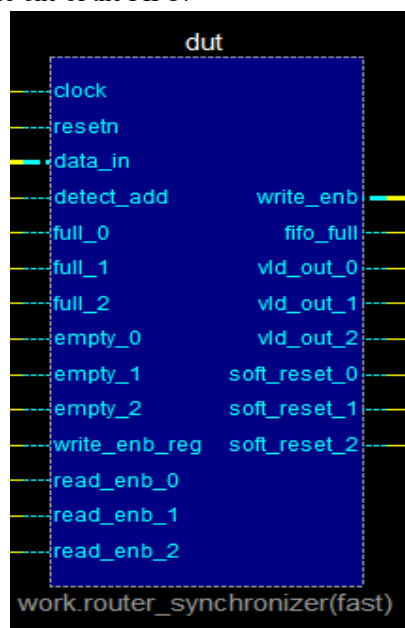 dut
clock
resetn
data_in
detect_add write_enb
full_0 fifo_full
full_1 vld_out_0
full_2 vld_out_1
empty_0 vld_out_2
empty_1 soft_reset_0
empty_2 soft_reset_1
write_enb_reg soft_reset_2
read_enb_0
read_enb_1
read_enb_2
work.router_synchronizer(fast)